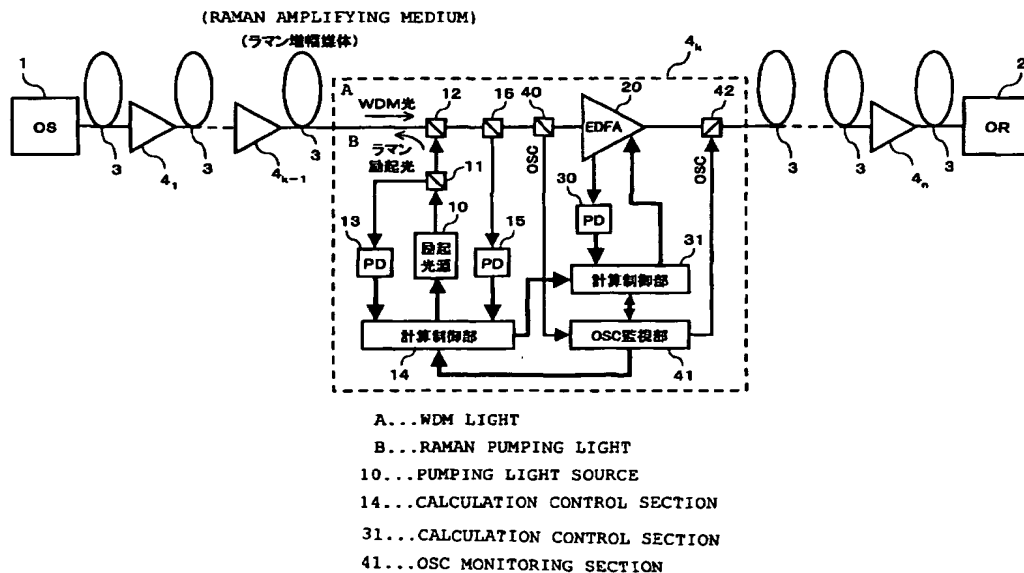 (RAMAN AMPLIFYING MEDIUM)
(ラマン増幅媒体)
1
OS
3
4₁
3
4ₖ₋₁
3
A
WDM光
B
ラマン
励起光
12
16
40
20
42
4ₖ
EDFA
OSC
OSC
11
13
PD
10
励起
光源
15
PD
30
PD
31
計算制御部
計算制御部
14
OSC監視部
41
3
3
4ₙ
3
2
OR
A...WDM LIGHT
B...RAMAN PUMPING LIGHT
10...PUMPING LIGHT SOURCE
14...CALCULATION CONTROL SECTION
31...CALCULATION CONTROL SECTION
41...OSC MONITORING SECTION